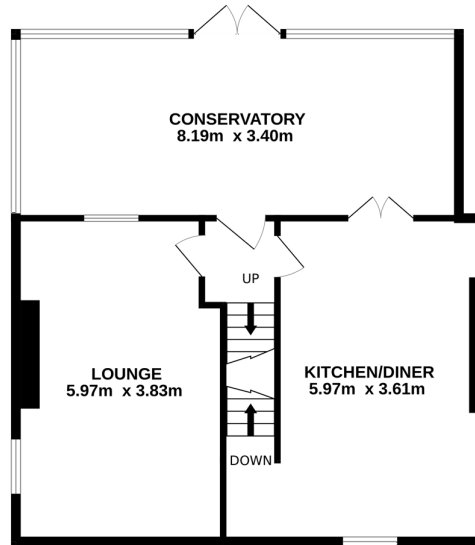 CONSERVATORY
8.19m x 3.40m
UP
LOUNGE
5.97m x 3.83m
KITCHEN/DINER
5.97m x 3.61m
DOWN